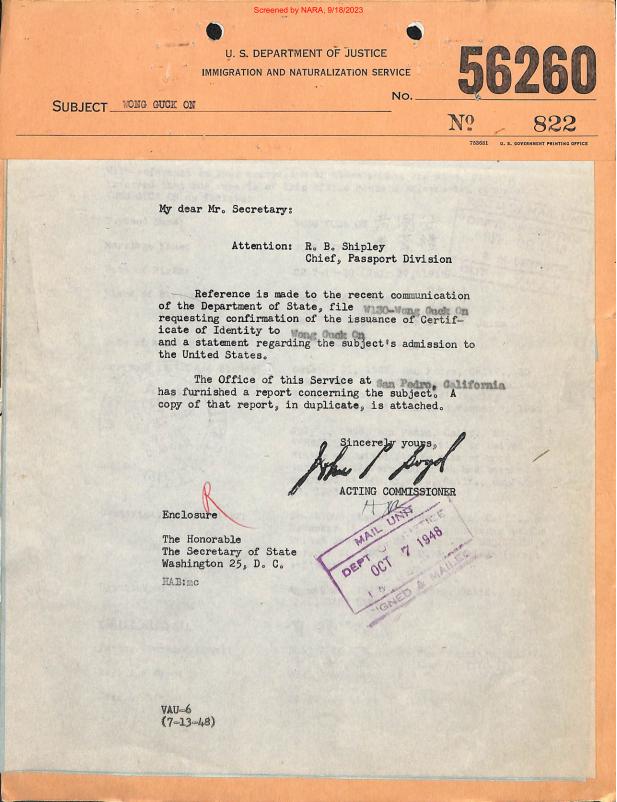 Screened by NARA, 9/18/2023
U. S. DEPARTMENT OF JUSTICE
IMMIGRATION AND NATURALIZATION SERVICE
No. 56260
SUBJECT WONG GUCK ON
Nº 822
U. S. GOVERNMENT PRINTING OFFICE
My dear Mr. Secretary:
Attention: R. B. Shipley
Chief, Passport Division
Reference is made to the recent communication
of the Department of State, file W130-Wong Guck On
requesting confirmation of the issuance of Certif-
icate of Identity to Wong Guck On
and a statement regarding the subject's admission to
the United States.
The Office of this Service at San Pedro, California
has furnished a report concerning the subject. A
copy of that report, in duplicate, is attached.
Sincerely yours,
ACTING COMMISSIONER
Enclosure
R
The Honorable
The Secretary of State
Washington 25, D. C.
HAB:mc
MAIL UNIT
DEPT OF JUSTICE
OCT 7 1948
SIGNED & MAILED
VAU-6
(7-13-48)